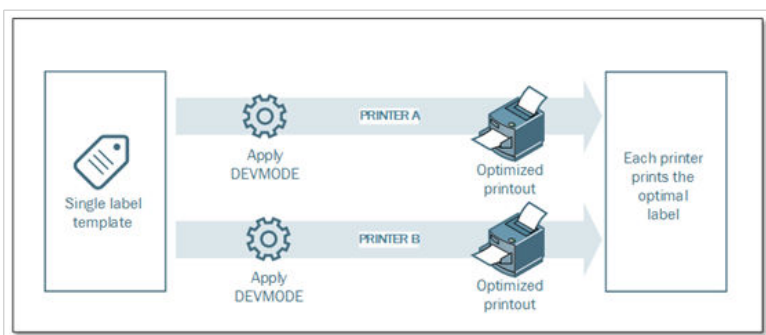 Single label
template
PRINTER A
Apply
DEVMODE
Optimized
printout
PRINTER B
Apply
DEVMODE
Optimized
printout
Each printer
prints the
optimal
label